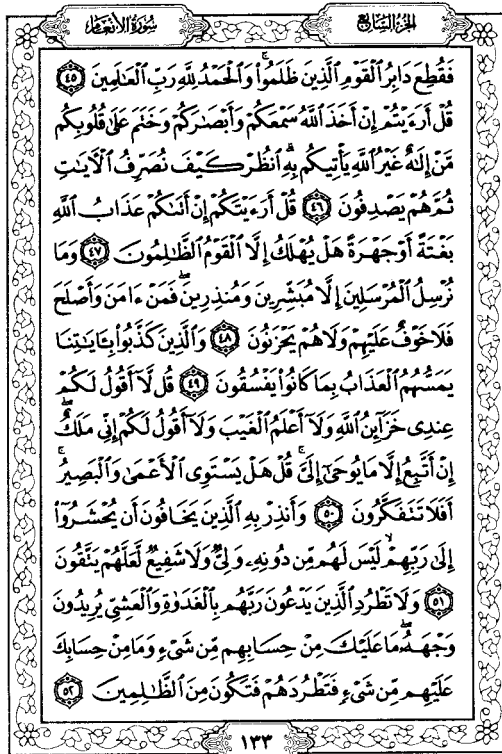 سُورَةُ الأَنْعَامِ
الجُزْءُ السَّابِعُ
فَقُطِعَ دَابِرُ ٱلْقَوْمِ ٱلَّذِينَ ظَلَمُوا۟ ۚ وَٱلْحَمْدُ لِلَّهِ رَبِّ ٱلْعَٰلَمِينَ ٤٥
قُلْ أَرَءَيْتُمْ إِنْ أَخَذَ ٱللَّهُ سَمْعَكُمْ وَأَبْصَٰرَكُمْ وَخَتَمَ عَلَىٰ قُلُوبِكُم
مَّنْ إِلَٰهٌ غَيْرُ ٱللَّهِ يَأْتِيكُم بِهِ ۗ ٱنظُرْ كَيْفَ نُصَرِّفُ ٱلْءَايَٰتِ
ثُمَّ هُمْ يَصْدِفُونَ ٤٦ قُلْ أَرَءَيْتَكُمْ إِنْ أَتَىٰكُمْ عَذَابُ ٱللَّهِ
بَغْتَةً أَوْ جَهْرَةً هَلْ يُهْلَكُ إِلَّا ٱلْقَوْمُ ٱلظَّٰلِمُونَ ٤٧ وَمَا
نُرْسِلُ ٱلْمُرْسَلِينَ إِلَّا مُبَشِّرِينَ وَمُنذِرِينَ ۖ فَمَنْ ءَامَنَ وَأَصْلَحَ
فَلَا خَوْفٌ عَلَيْهِمْ وَلَا هُمْ يَحْزَنُونَ ٤٨ وَٱلَّذِينَ كَذَّبُوا۟ بِـَٔايَٰتِنَا
يَمَسُّهُمُ ٱلْعَذَابُ بِمَا كَانُوا۟ يَفْسُقُونَ ٤٩ قُل لَّآ أَقُولُ لَكُمْ
عِندِى خَزَآئِنُ ٱللَّهِ وَلَآ أَعْلَمُ ٱلْغَيْبَ وَلَآ أَقُولُ لَكُمْ إِنِّى مَلَكٌ ۖ
إِنْ أَتَّبِعُ إِلَّا مَا يُوحَىٰٓ إِلَىَّ ۚ قُلْ هَلْ يَسْتَوِى ٱلْأَعْمَىٰ وَٱلْبَصِيرُ ۚ
أَفَلَا تَتَفَكَّرُونَ ٥٠ وَأَنذِرْ بِهِ ٱلَّذِينَ يَخَافُونَ أَن يُحْشَرُوٓا۟
إِلَىٰ رَبِّهِمْ ۙ لَيْسَ لَهُم مِّن دُونِهِۦ وَلِىٌّ وَلَا شَفِيعٌ لَّعَلَّهُمْ يَتَّقُونَ
٥١ وَلَا تَطْرُدِ ٱلَّذِينَ يَدْعُونَ رَبَّهُم بِٱلْغَدَوٰةِ وَٱلْعَشِىِّ يُرِيدُونَ
وَجْهَهُۥ ۖ مَا عَلَيْكَ مِنْ حِسَابِهِم مِّن شَىْءٍ وَمَا مِنْ حِسَابِكَ
عَلَيْهِم مِّن شَىْءٍ فَتَطْرُدَهُمْ فَتَكُونَ مِنَ ٱلظَّٰلِمِينَ ٥٢
١٣٣